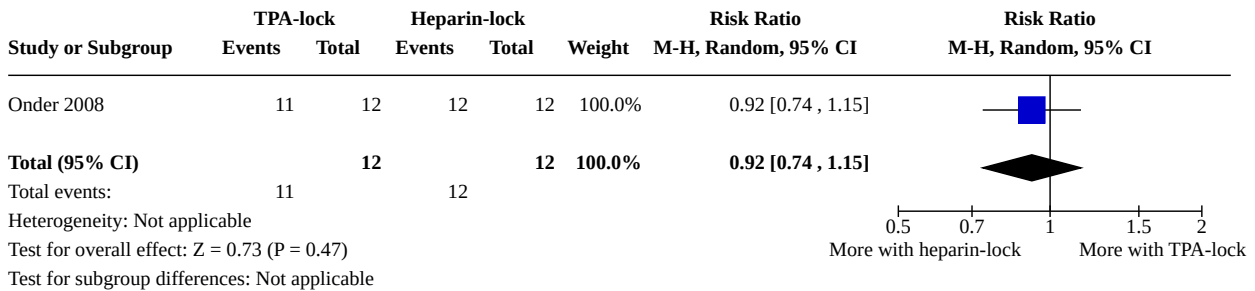 TPA-lock Heparin-lock Risk Ratio Risk Ratio
Study or Subgroup Events Total Events Total Weight M-H, Random, 95% CI M-H, Random, 95% CI
Onder 2008 11 12 12 12 100.0% 0.92 [0.74 , 1.15]
Total (95% CI) 12 12 100.0% 0.92 [0.74 , 1.15]
Total events: 11 12
Heterogeneity: Not applicable
0.5 0.7 1 1.5 2
Test for overall effect: Z = 0.73 (P = 0.47) More with heparin-lock More with TPA-lock
Test for subgroup differences: Not applicable